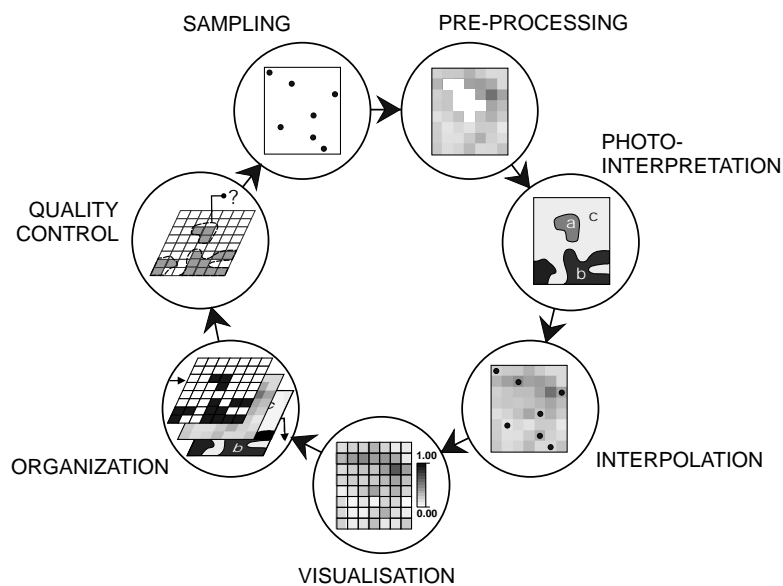 SAMPLING
PRE-PROCESSING
PHOTO-
INTERPRETATION
a
c
b
INTERPOLATION
1.00
0.00
VISUALISATION
ORGANIZATION
c
b
QUALITY
CONTROL
?